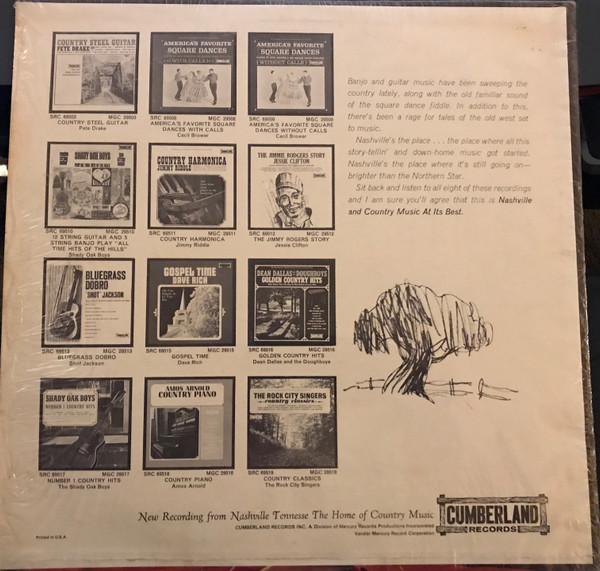 COUNTRY STEEL GUITAR
PETE DRAKE
"AMERICA'S FAVORITE"
SQUARE DANCES
(WITH CALLS)
"AMERICA'S FAVORITE"
SQUARE DANCES
(WITHOUT CALLS)
MGC 29503
COUNTRY STEEL GUITAR
Pete Drake
AMERICA'S FAVORITE SQUARE
DANCES WITH CALLS
Cecil Brower
AMERICA'S FAVORITE SQUARE
DANCES WITHOUT CALLS
Cecil Brower
SHADY OAK BOYS
COUNTRY HARMONICA
JIMMY RIDDLE
THE JIMMIE RODGERS STORY
JESSIE CLIFTON
SRC 69510 MGC 29510
12 STRING GUITAR AND 5
STRING BANJO PLAY "ALL
TIME HITS OF THE HILLS"
Shady Oak Boys
SRC 69511 MGC 29511
COUNTRY HARMONICA
Jimmy Riddle
SRC 69512 MGC 29512
THE JIMMY ROGERS STORY
Jessie Clifton
BLUEGRASS
DOBRO
"SHOT" JACKSON
GOSPEL TIME
DAVE RICH
DEAN DALLAS & DOUGHBOYS
GOLDEN COUNTRY HITS
SRC 69513 MGC 29513
BLUEGRASS DOBRO
Shot Jackson
SRC 69515 MGC 29515
GOSPEL TIME
Dave Rich
SRC 69516 MGC 29516
GOLDEN COUNTRY HITS
Dean Dallas and the Doughboys
SHADY OAK BOYS
NUMBER 1 COUNTRY HITS
AMOS ARNOLD
COUNTRY PIANO
THE ROCK CITY SINGERS
country classics
SRC 69517 MGC 29517
NUMBER 1 COUNTRY HITS
The Shady Oak Boys
SRC 69518 MGC 29518
COUNTRY PIANO
Amos Arnold
SRC 69519 MGC 29519
COUNTRY CLASSICS
The Rock City Singers
Banjo and guitar music have been sweeping the
country lately, along with the old familiar sound
of the square dance fiddle. In addition to this,
there's been a rage for tales of the old west set
to music.
Nashville's the place . . . the place where all this
story-tellin' and down-home music got started.
Nashville's the place where it's still going on—
brighter than the Northern Star.
Sit back and listen to all eight of these recordings
and I am sure you'll agree that this is Nashville
and Country Music At Its Best.
New Recording from Nashville Tennesse The Home of Country Music
CUMBERLAND RECORDS INC. A Division of Mercury Records Productions Incorporated
Vendor Mercury Record Corporation
CUMBERLAND
RECORDS
Printed in U.S.A.